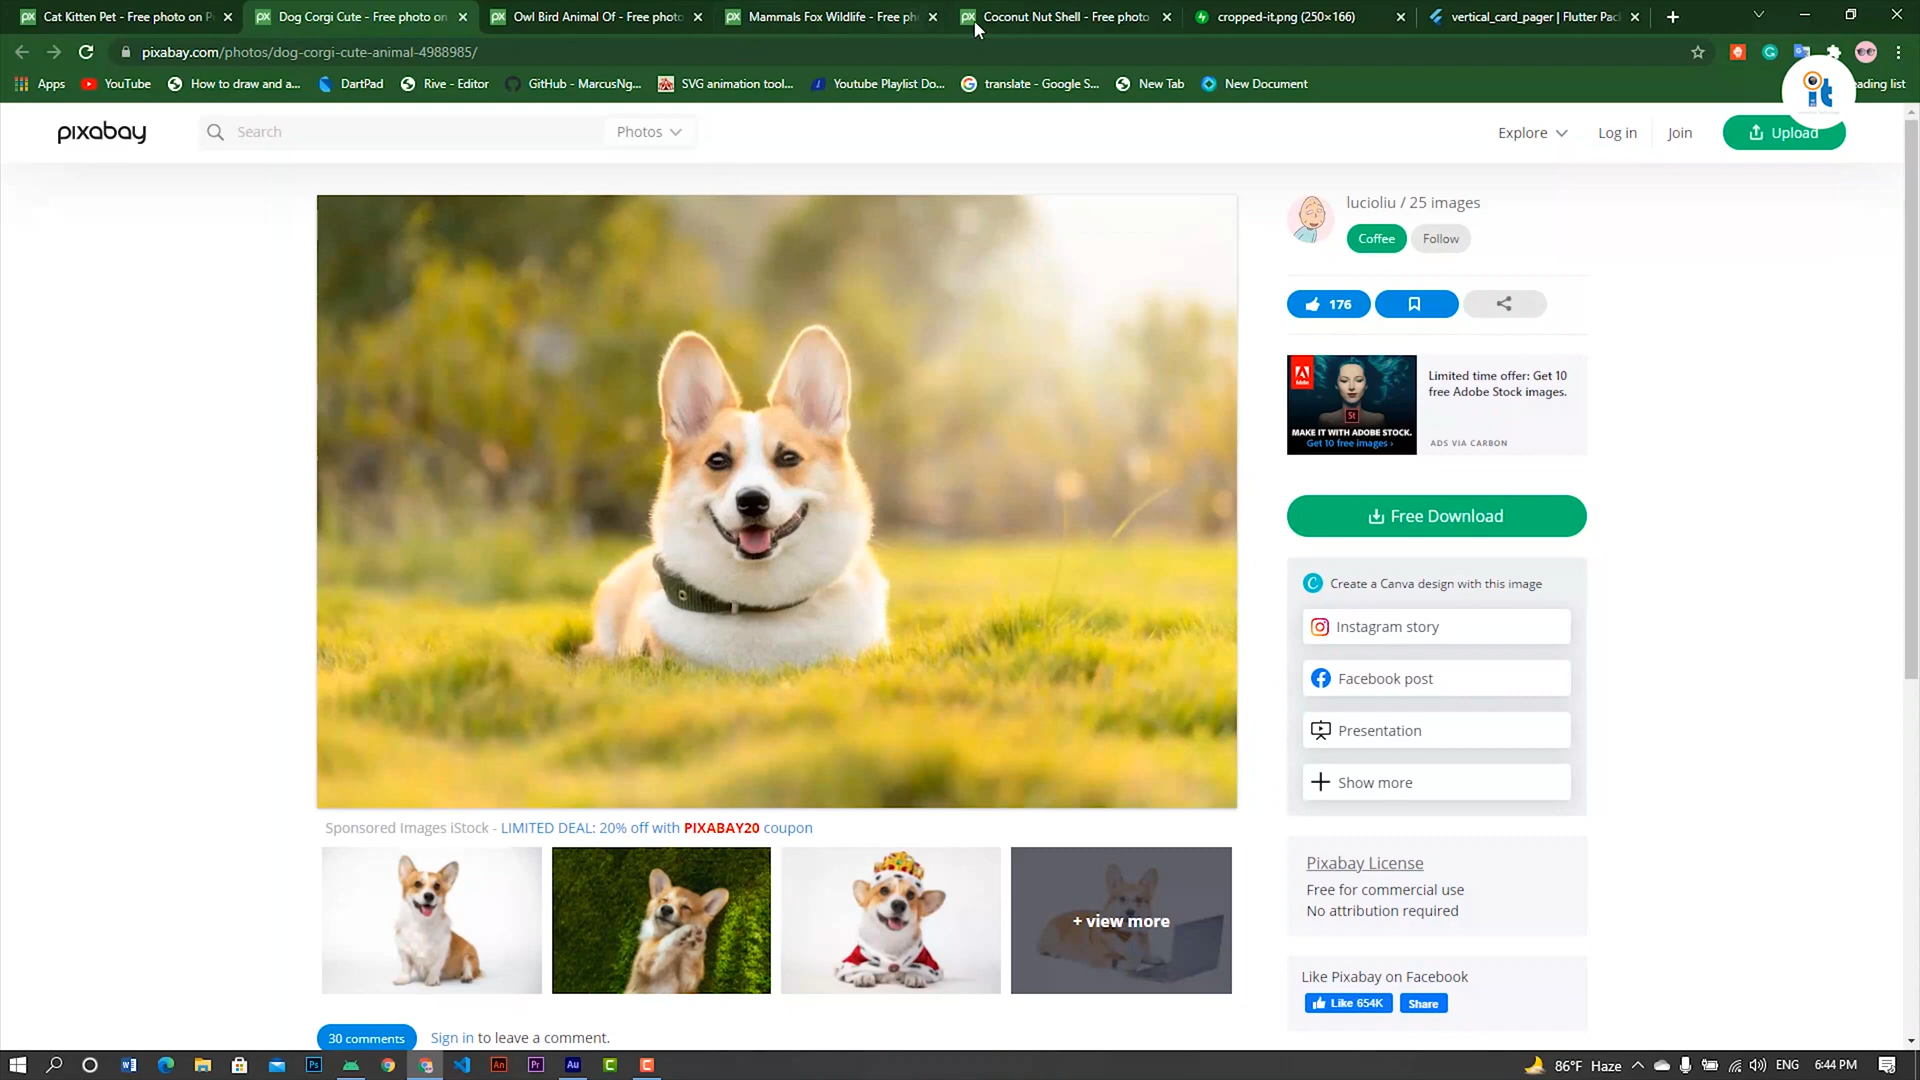 Cat Kitten Pet - Free photo on P
Dog Corgi Cute - Free photo on
Owl Bird Animal Of - Free photo
Mammals Fox Wildlife - Free ph
Coconut Nut Shell - Free photo
cropped-it.png (250×166)
vertical_card_pager | Flutter Pac
pixabay.com/photos/dog-corgi-cute-animal-4988985/
Apps
YouTube
How to draw and a...
DartPad
Rive - Editor
GitHub - MarcusNg...
SVG animation tool...
Youtube Playlist Do...
translate - Google S...
New Tab
New Document
eading list
it
pixabay
Search
Photos
Explore
Log in
Join
Upload
lucioliu / 25 images
Coffee
Follow
176
Adobe
St
MAKE IT WITH ADOBE STOCK.
Get 10 free images ›
Limited time offer: Get 10
free Adobe Stock images.
ADS VIA CARBON
Free Download
Create a Canva design with this image
Instagram story
Facebook post
Presentation
Show more
Sponsored Images iStock - LIMITED DEAL: 20% off with PIXABAY20 coupon
+ view more
Pixabay License
Free for commercial use
No attribution required
Like Pixabay on Facebook
Like 654K
Share
30 comments
Sign in to leave a comment.
86°F Haze
ENG
6:44 PM